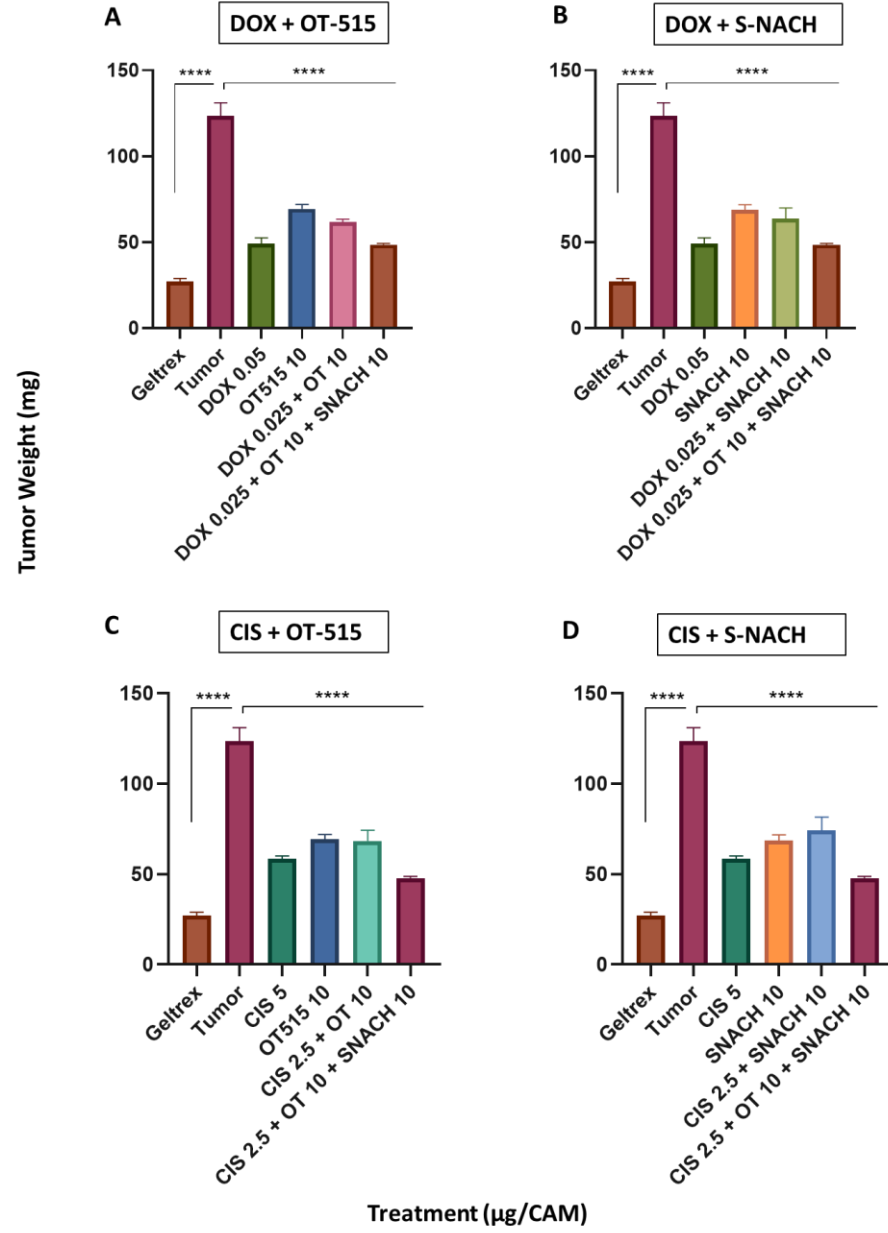 A
DOX + OT-515
150
100
50
0
****
****
Geltrex
Tumor
DOX 0.05
OT515 10
DOX 0.025 + OT 10
DOX 0.025 + OT 10 + SNACH 10
B
DOX + S-NACH
150
100
50
0
****
****
Geltrex
Tumor
DOX 0.05
SNACH 10
DOX 0.025 + SNACH 10
DOX 0.025 + OT 10 + SNACH 10
Tumor Weight (mg)
C
CIS + OT-515
150
100
50
0
****
****
Geltrex
Tumor
CIS 5
OT515 10
CIS 2.5 + OT 10
CIS 2.5 + OT 10 + SNACH 10
D
CIS + S-NACH
150
100
50
0
****
****
Geltrex
Tumor
CIS 5
SNACH 10
CIS 2.5 + SNACH 10
CIS 2.5 + OT 10 + SNACH 10
Treatment (µg/CAM)